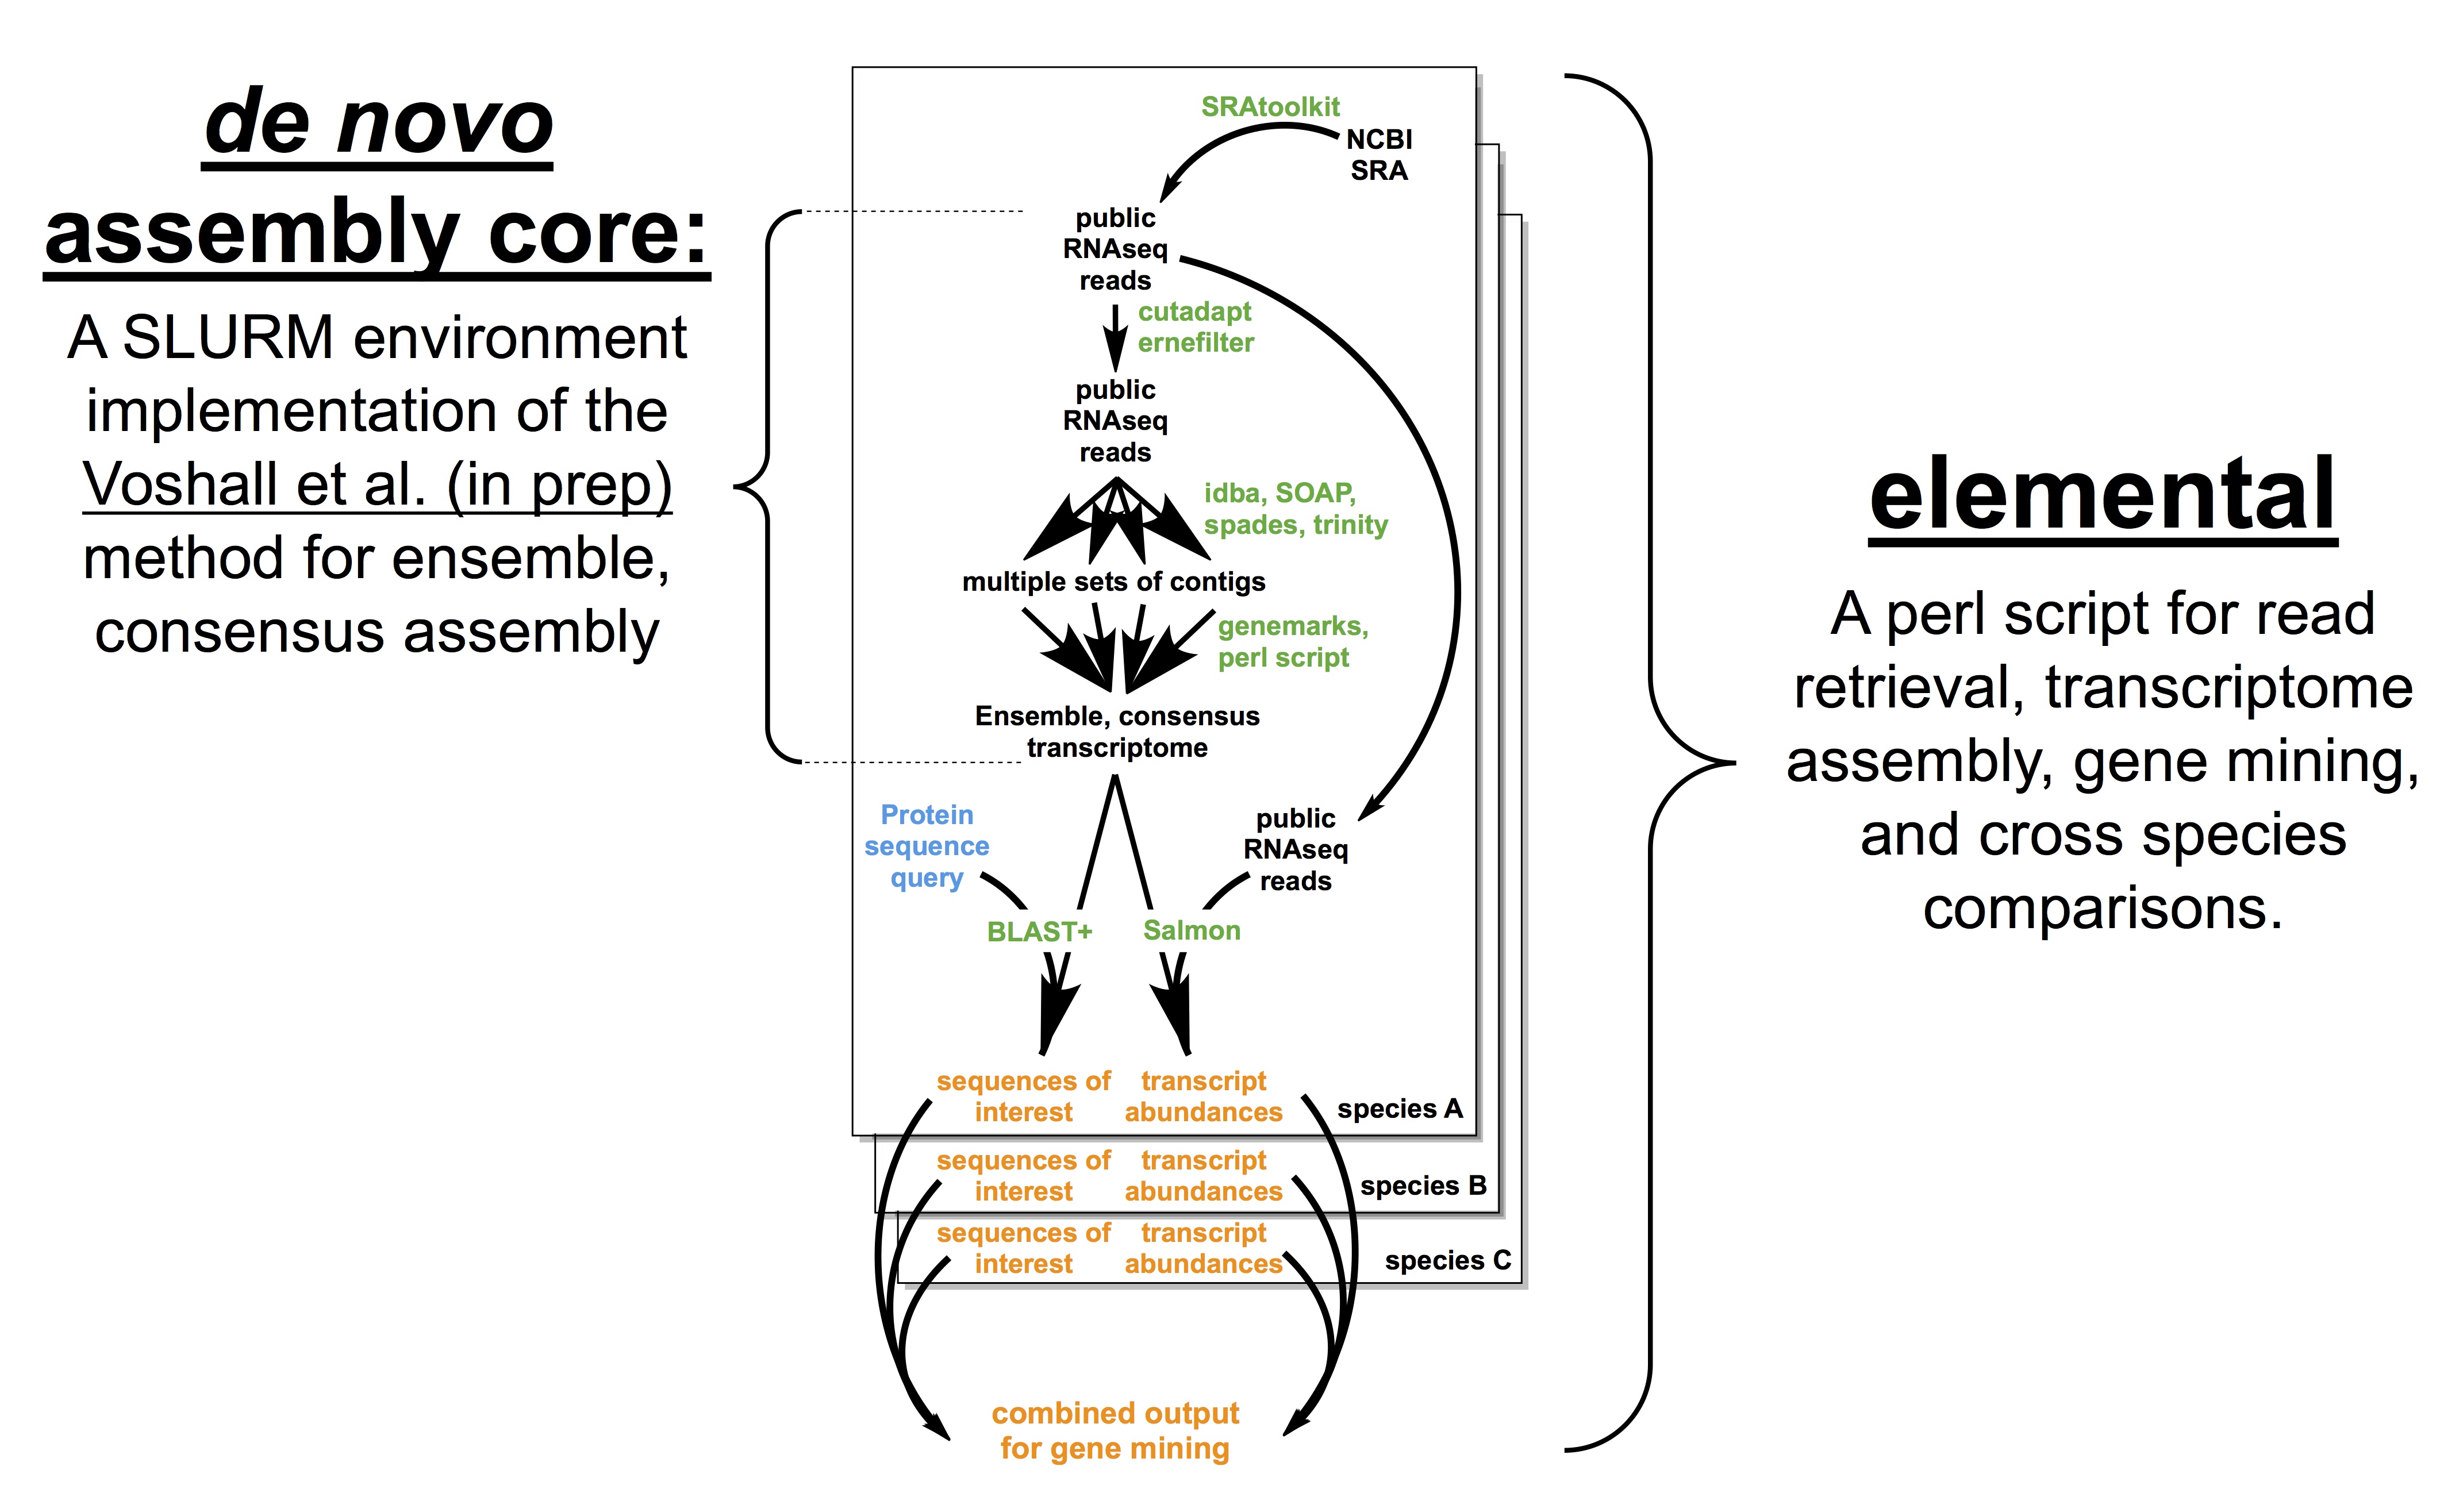 de novo
assembly core:
A SLURM environment
implementation of the
Voshall et al. (in prep)
method for ensemble,
consensus assembly
SRAtoolkit
NCBI
SRA
public
RNAseq
reads
cutadapt
ernefilter
public
RNAseq
reads
idba, SOAP,
spades, trinity
multiple sets of contigs
genemarks,
perl script
Ensemble, consensus
transcriptome
Protein
sequence
query
public
RNAseq
reads
BLAST+
Salmon
sequences of
interest
transcript
abundances
species A
sequences of
interest
transcript
abundances
species B
sequences of
interest
transcript
abundances
species C
combined output
for gene mining
elemental
A perl script for read
retrieval, transcriptome
assembly, gene mining,
and cross species
comparisons.